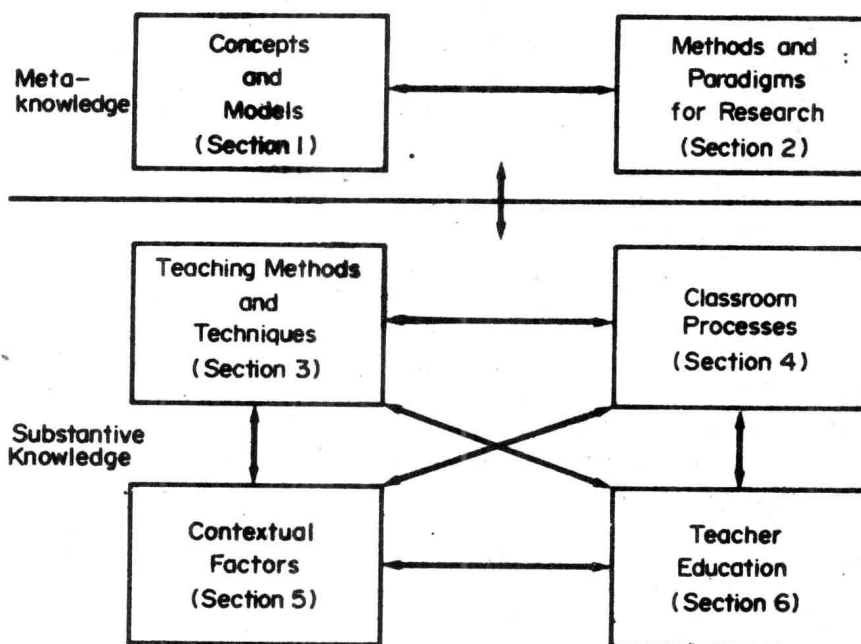 Meta-
knowledge
Concepts
and
Models
(Section 1)
Methods and
Paradigms
for Research
(Section 2)
Teaching Methods
and
Techniques
(Section 3)
Classroom
Processes
(Section 4)
Substantive
Knowledge
Contextual
Factors
(Section 5)
Teacher
Education
(Section 6)